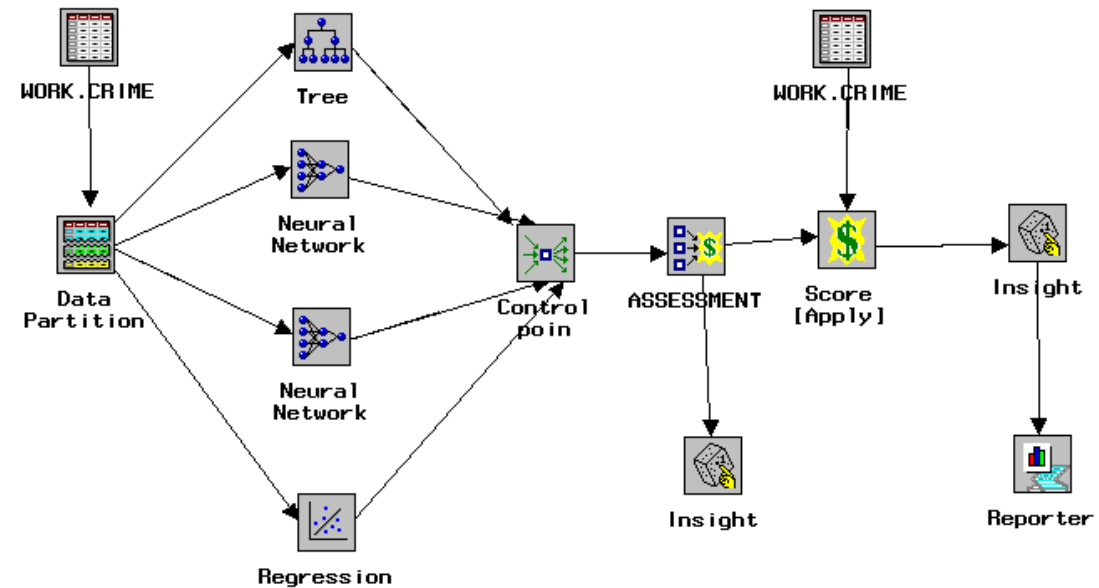 WORK.CRIME
Tree
WORK.CRIME
Neural
Network
Data
Partition
Control
poin
ASSESSMENT
Score
[Apply]
Insight
Neural
Network
Insight
Reporter
Regression